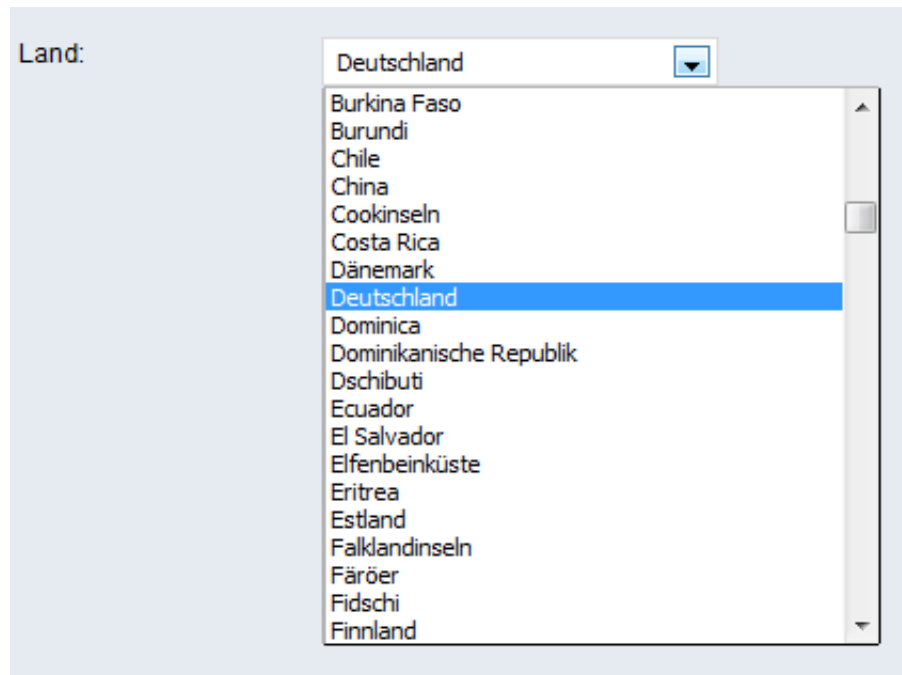 Land:
Deutschland
Burkina Faso
Burundi
Chile
China
Cookinseln
Costa Rica
Dänemark
Deutschland
Dominica
Dominikanische Republik
Dschibuti
Ecuador
El Salvador
Elfenbeinküste
Eritrea
Estland
Falklandinseln
Färöer
Fidschi
Finnland